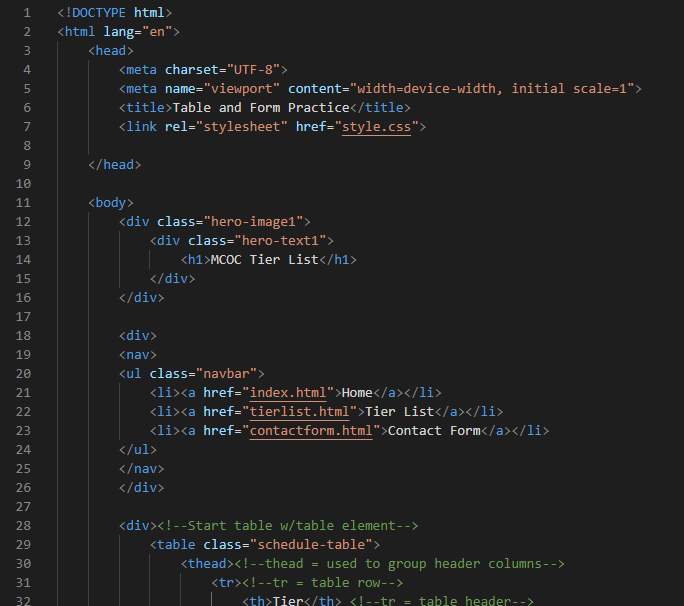 1 <!DOCTYPE html>
2 <html lang="en">
3 <head>
4 <meta charset="UTF-8">
5 <meta name="viewport" content="width=device-width, initial scale=1">
6 <title>Table and Form Practice</title>
7 <link rel="stylesheet" href="style.css">
8
9 </head>
10
11 <body>
12 <div class="hero-image1">
13 <div class="hero-text1">
14 <h1>MCOC Tier List</h1>
15 </div>
16 </div>
17
18 <div>
19 <nav>
20 <ul class="navbar">
21 <li><a href="index.html">Home</a></li>
22 <li><a href="tierlist.html">Tier List</a></li>
23 <li><a href="contactform.html">Contact Form</a></li>
24 </ul>
25 </nav>
26 </div>
27
28 <div><!--Start table w/table element-->
29 <table class="schedule-table">
30 <thead><!--thead = used to group header columns-->
31 <tr><!--tr = table row-->
32 <th>Tier</th> <!--tr = table header-->